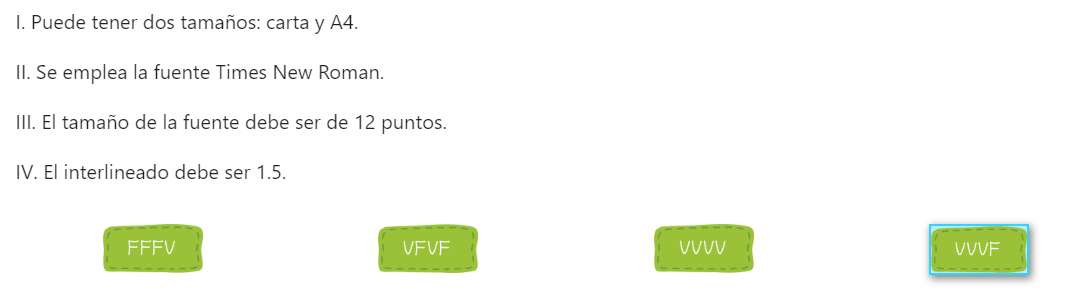 I. Puede tener dos tamaños: carta y A4.
II. Se emplea la fuente Times New Roman.
III. El tamaño de la fuente debe ser de 12 puntos.
IV. El interlineado debe ser 1.5.
FFFV VFVF VVVV VVVF